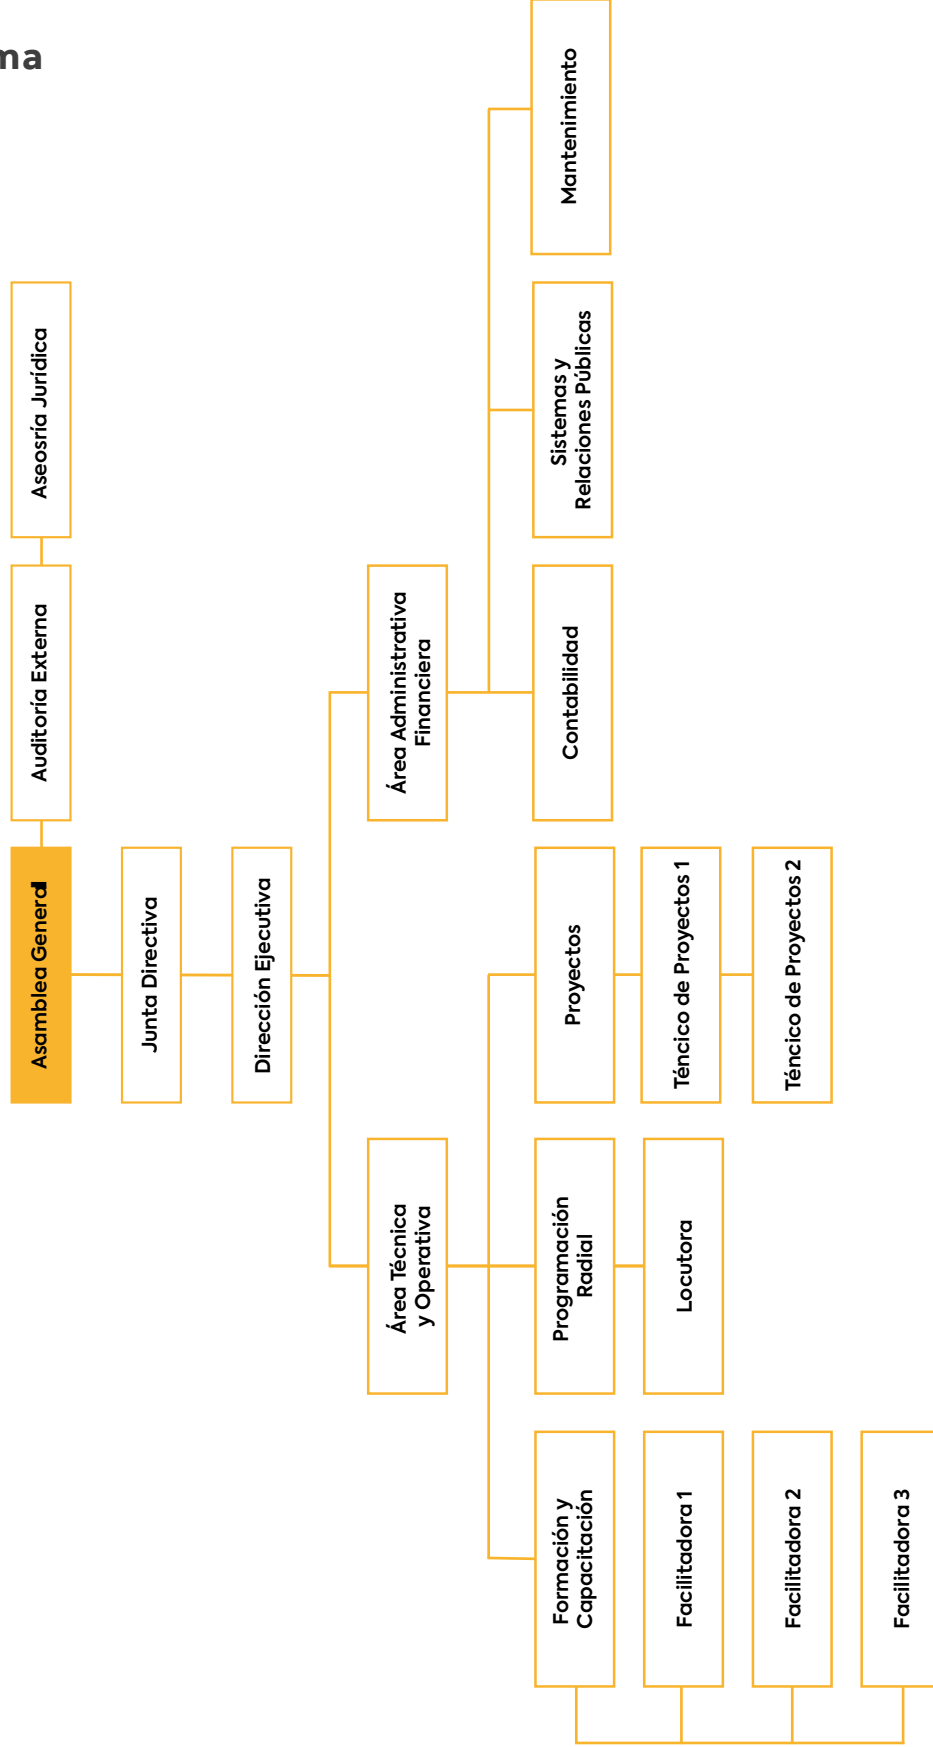 ma
Asamblea General
Auditoría Externa
Aseosría Jurídica
Junta Directiva
Dirección Ejecutiva
Área Técnica
y Operativa
Área Administrativa
Financiera
Formación y
Capacitación
Programación
Radial
Proyectos
Contabilidad
Sistemas y
Relaciones Públicas
Mantenimiento
Facilitadora 1
Locutora
Téncico de Proyectos 1
Facilitadora 2
Téncico de Proyectos 2
Facilitadora 3